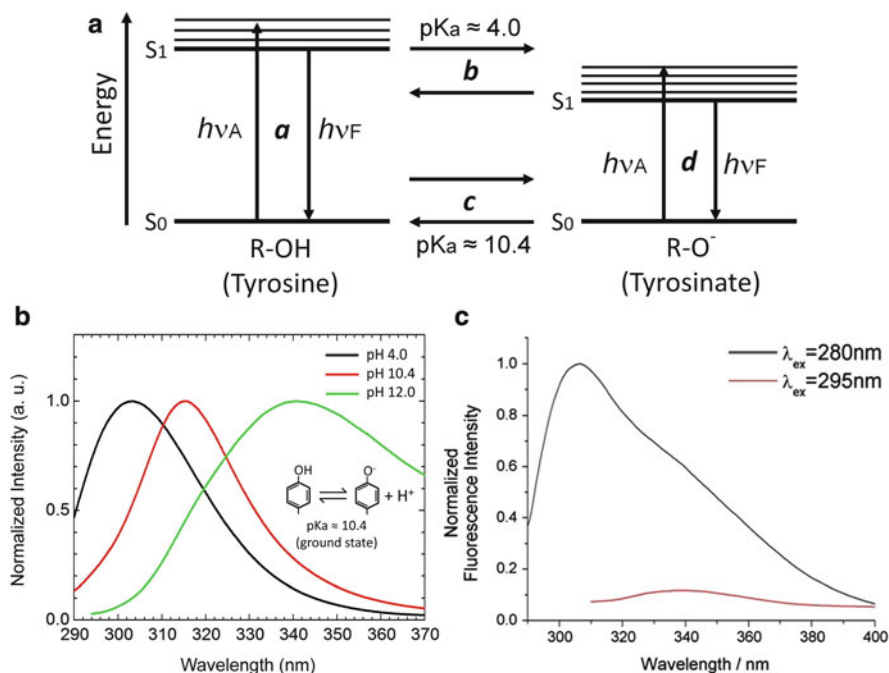 a
Energy
S1
S0
hνA
a
hνF
R-OH
(Tyrosine)
pKa ≈ 4.0
b
c
pKa ≈ 10.4
S1
S0
hνA
d
hνF
R-O-
(Tyrosinate)
b
Normalized Intensity (a. u.)
1.0
0.5
0.0
290 300 310 320 330 340 350 360 370
Wavelength (nm)
pH 4.0
pH 10.4
pH 12.0
OH
O-
+ H+
pKa ≈ 10.4
(ground state)
c
Normalized
Fluorescence Intensity
1.0
0.8
0.6
0.4
0.2
0.0
300 320 340 360 380 400
Wavelength / nm
λex=280nm
λex=295nm